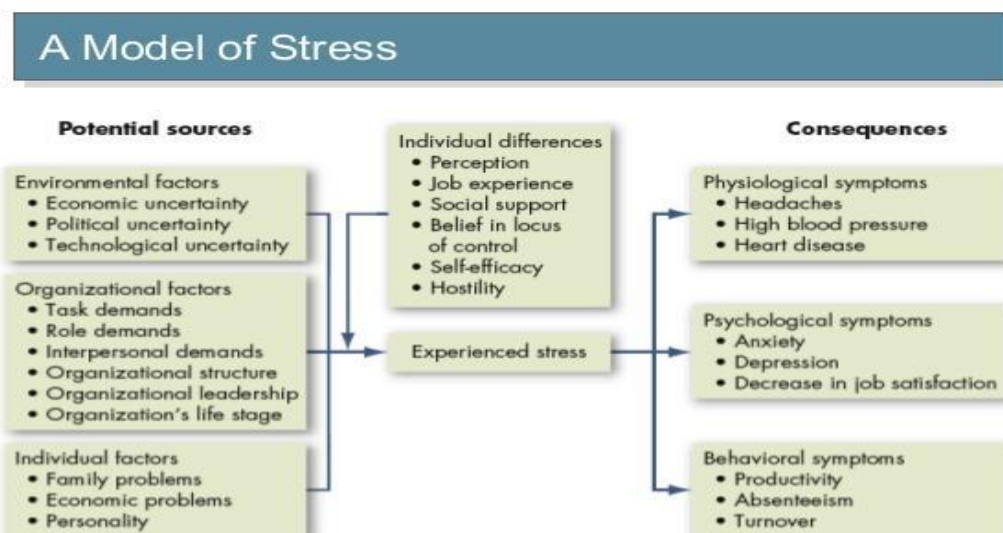 A Model of Stress
Potential sources
Environmental factors
• Economic uncertainty
• Political uncertainty
• Technological uncertainty
Organizational factors
• Task demands
• Role demands
• Interpersonal demands
• Organizational structure
• Organizational leadership
• Organization's life stage
Individual factors
• Family problems
• Economic problems
• Personality
Individual differences
• Perception
• Job experience
• Social support
• Belief in locus
of control
• Self-efficacy
• Hostility
Experienced stress
Consequences
Physiological symptoms
• Headaches
• High blood pressure
• Heart disease
Psychological symptoms
• Anxiety
• Depression
• Decrease in job satisfaction
Behavioral symptoms
• Productivity
• Absenteeism
• Turnover